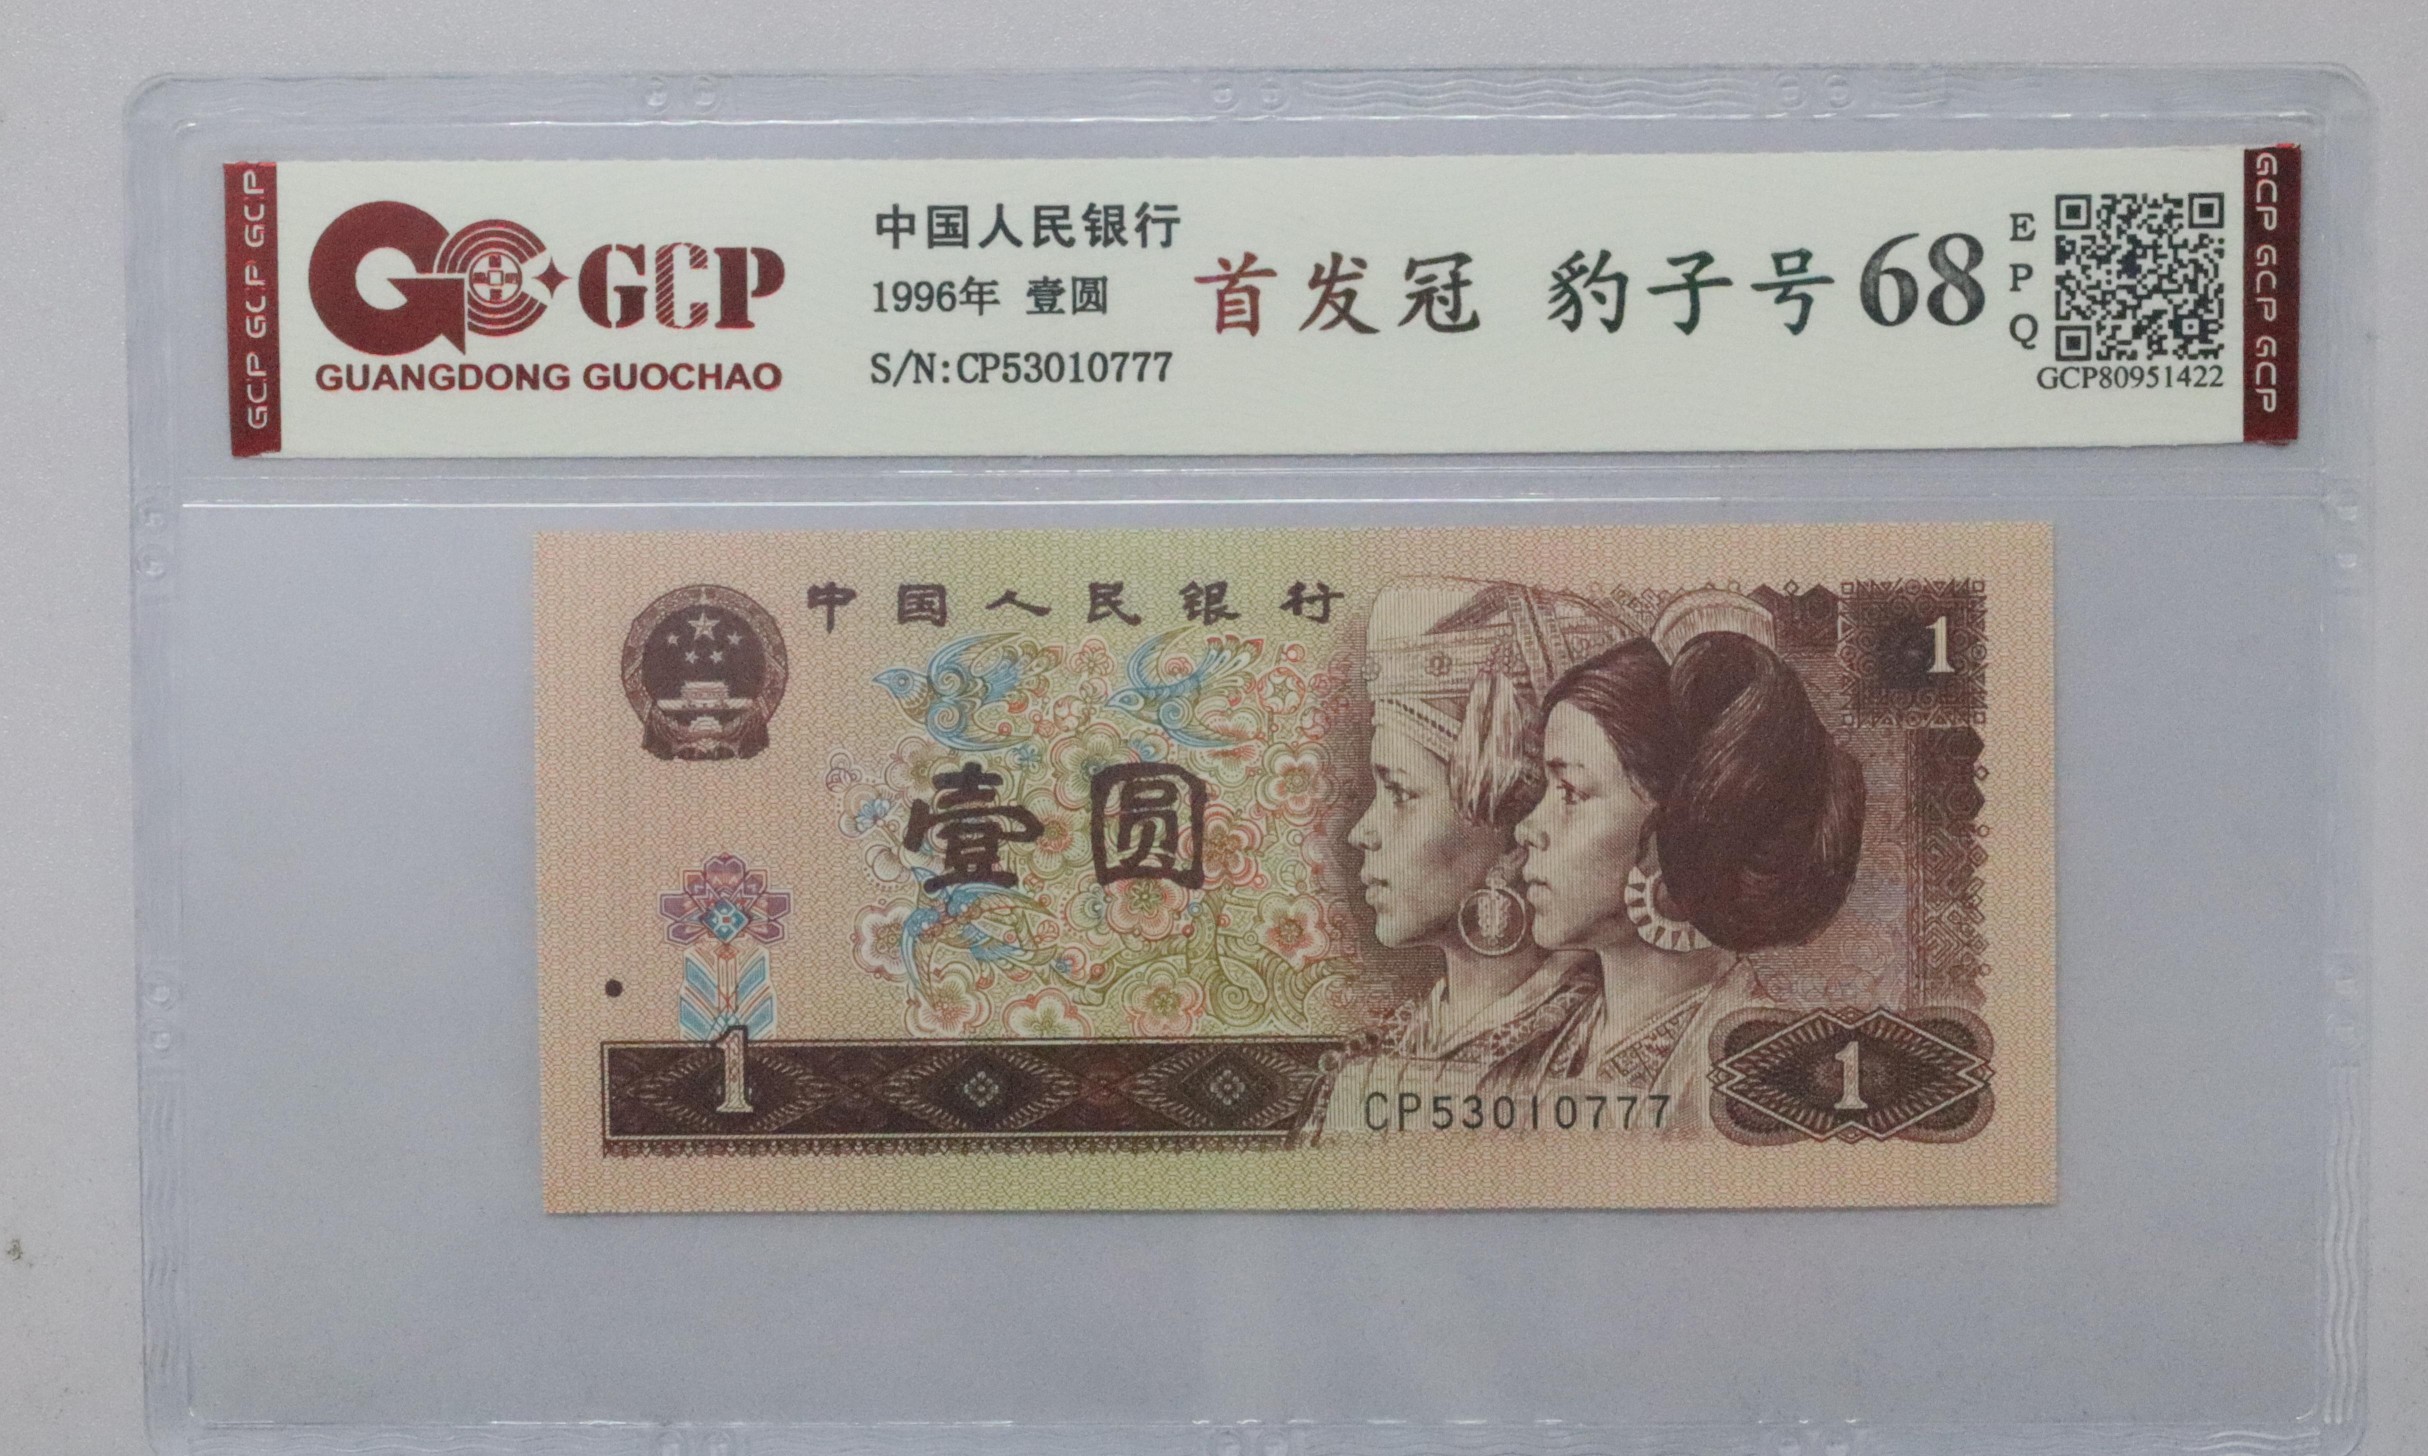 GCP GCP GCP
GCP
GUANGDONG GUOCHAO
中国人民银行
1996年 壹圆
S/N:CP53010777
首发冠 豹子号 68
EPQ
GCP80951422
GCP GCP GCP GCP
中国人民银行
1
壹圆
1
1
CP53010777